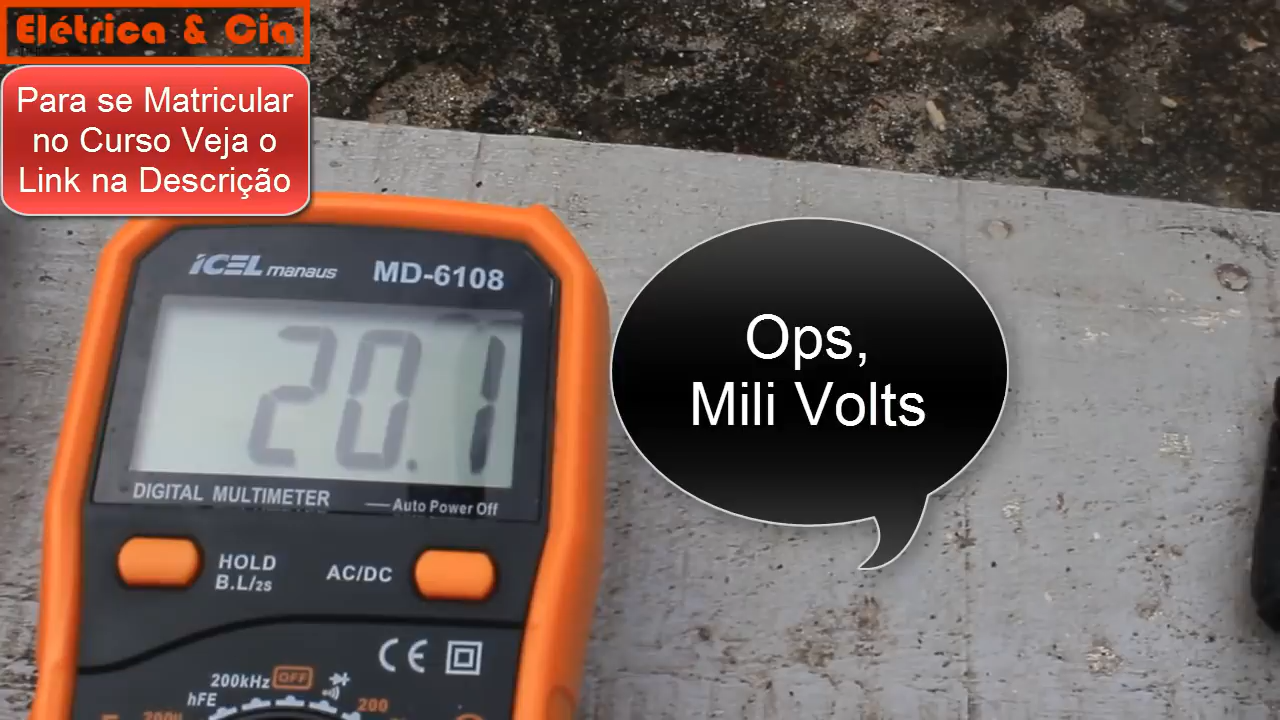 Elétrica & Cia
Para se Matricular
no Curso Veja o
Link na Descrição
iCEL manaus MD-6108
20.1
Ops,
Mili Volts
DIGITAL MULTIMETER
Auto Power Off
HOLD
B.L/2S
AC/DC
CE
200kHz OFF
hFE
200